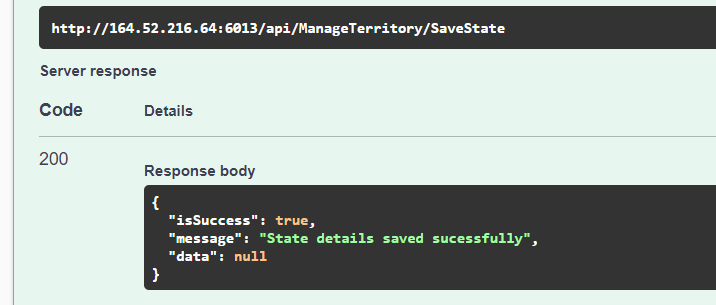 http://164.52.216.64:6013/api/ManageTerritory/SaveState
Server response
Code Details
200
Response body
{
  "isSuccess": true,
  "message": "State details saved sucessfully",
  "data": null
}